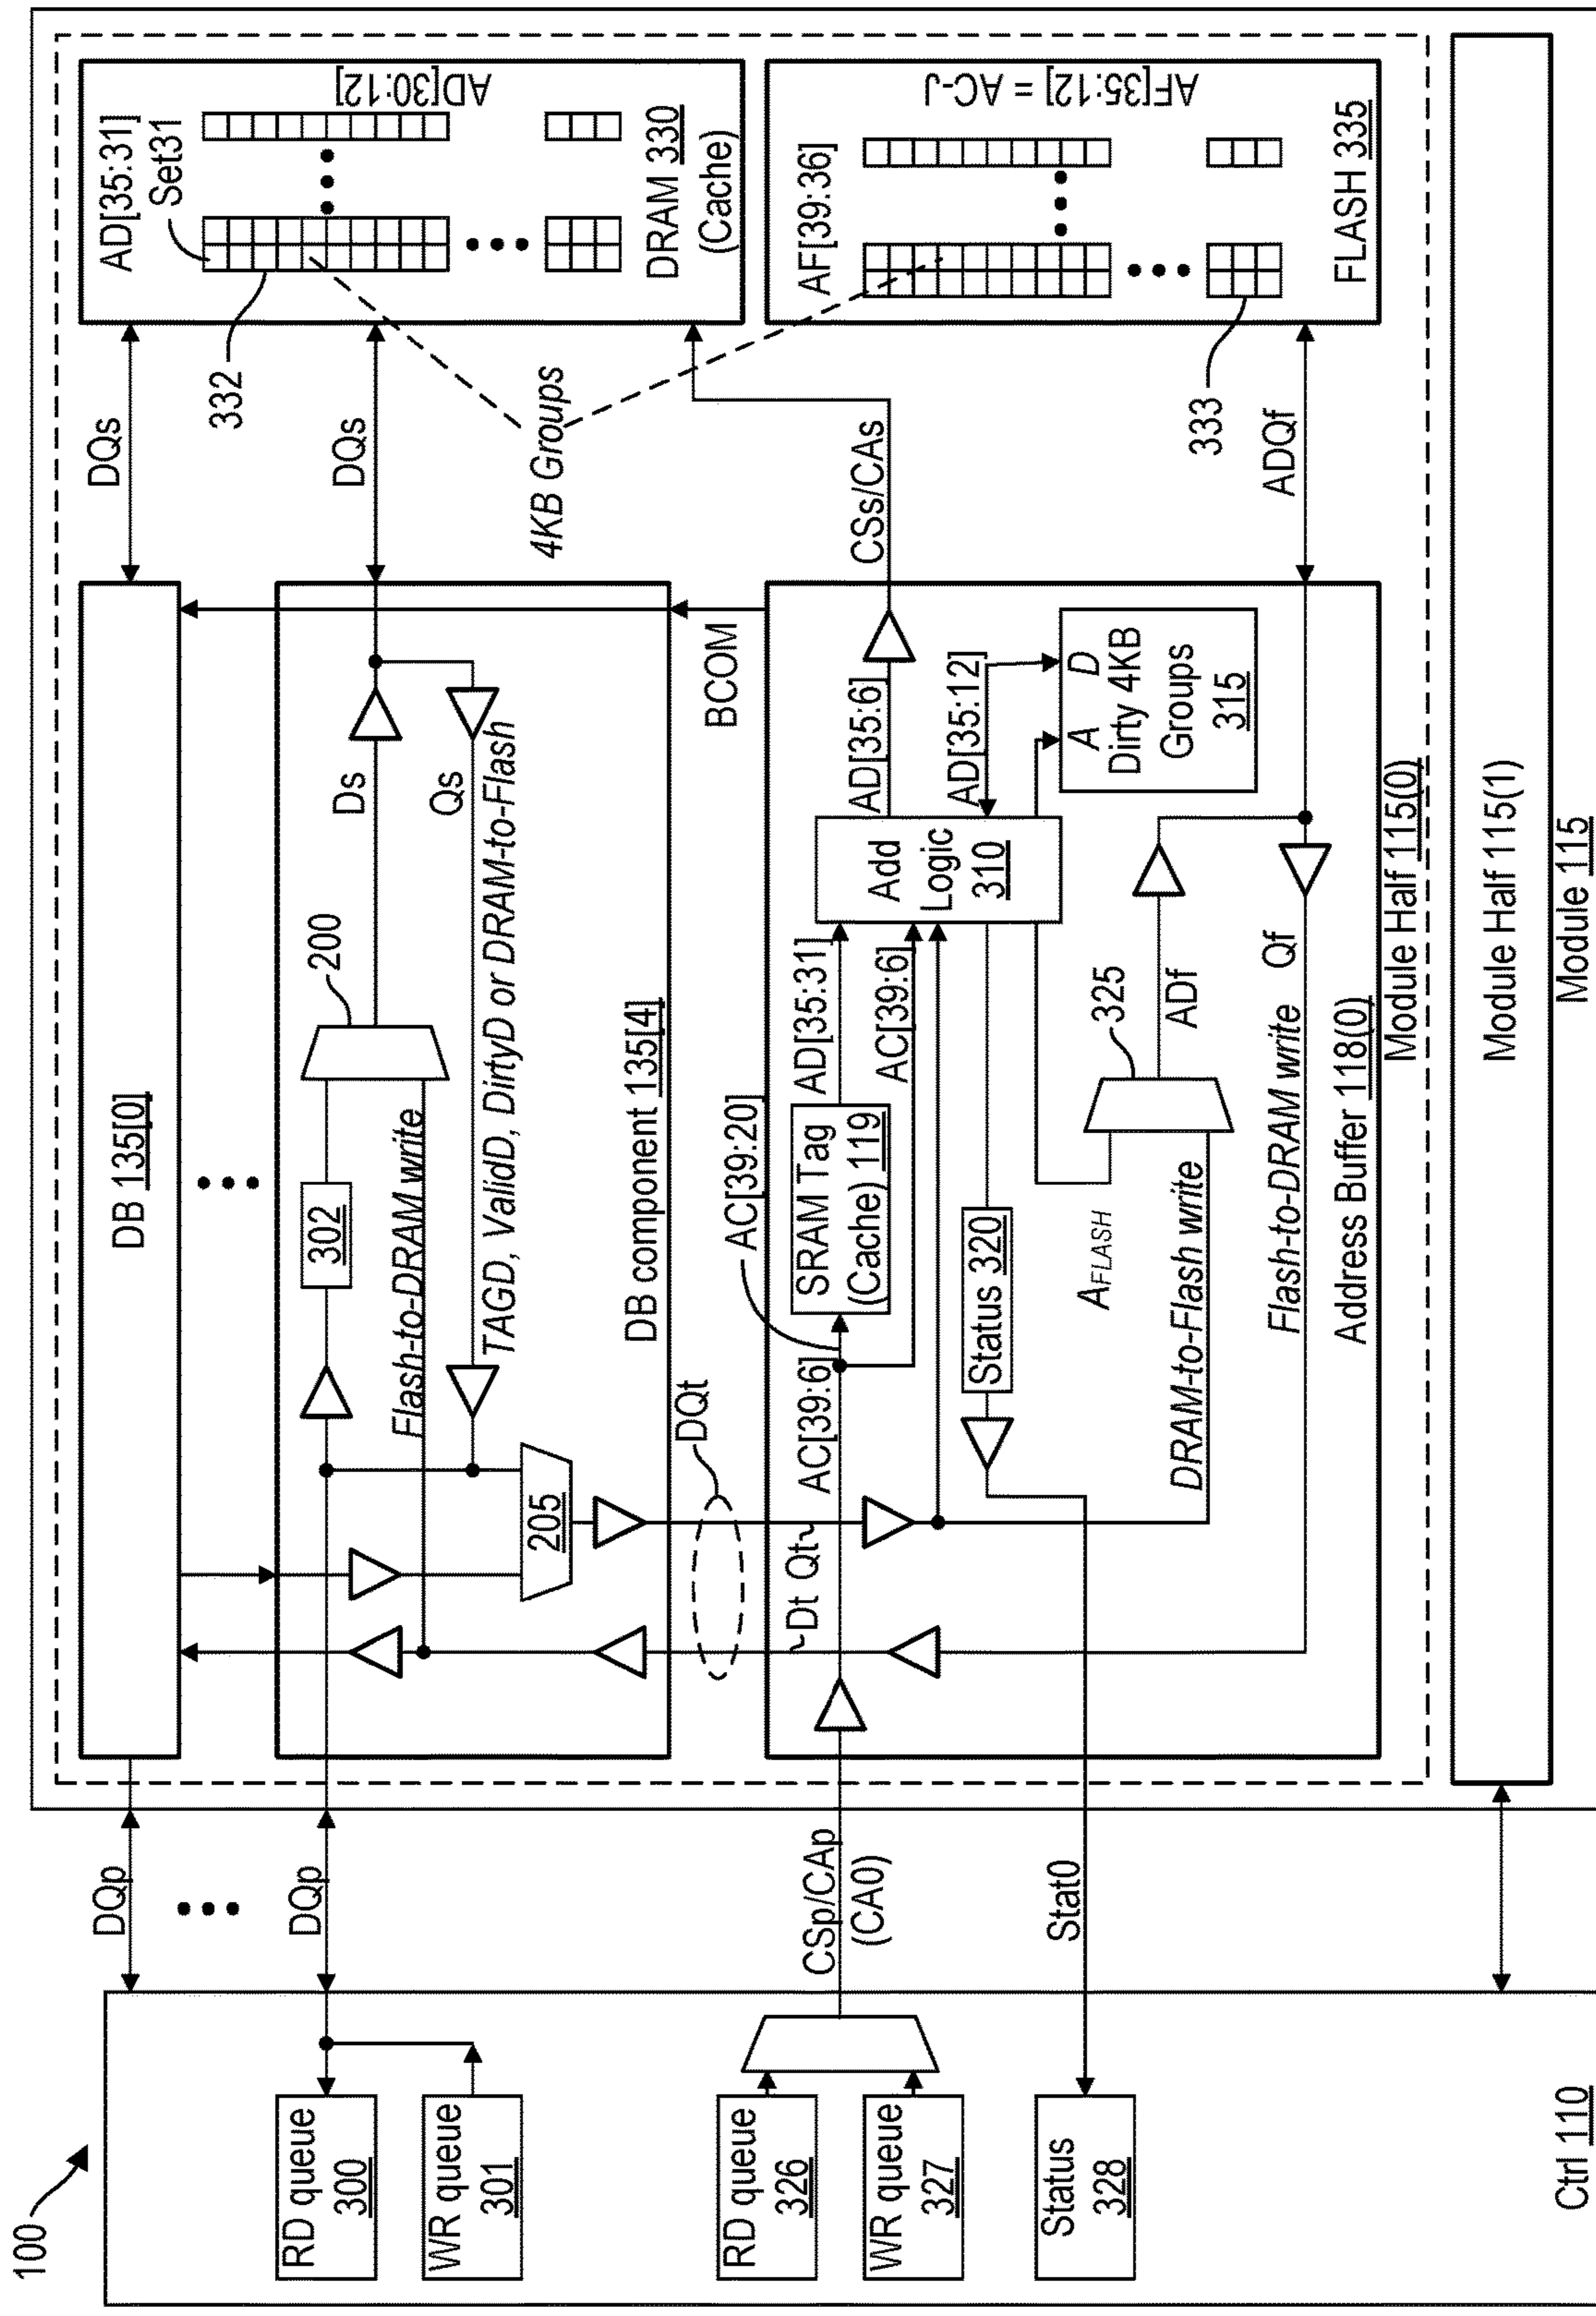 100
Ctrl 110
RD queue
300
WR queue
301
RD queue
326
WR queue
327
Status
328
DQp
DQp
CSp/CAp
(CA0)
Stat0
DB 135[0]
302
200
Ds
Qs
Flash-to-DRAM write
TAGD, ValidD, DirtyD or DRAM-to-Flash
205
DB component 135[4]
DQt
BCOM
Dt
Qt
AC[39:6]
AC[39:20]
SRAM Tag
(Cache) 119
AD[35:31]
AC[39:6]
Add
Logic
310
AD[35:6]
AD[35:12]
A
D
Dirty 4KB
Groups
315
Status 320
AFLASH
325
ADf
DRAM-to-Flash write
Qf
Flash-to-DRAM write
Address Buffer 118(0)
DQs
DQs
332
4KB Groups
CSs/CAs
ADQf
333
AD[35:31]
Set31
AD[30:12]
DRAM 330
(Cache)
AF[39:36]
AF[35:12] = AC-J
FLASH 335
Module Half 115(0)
Module Half 115(1)
Module 115